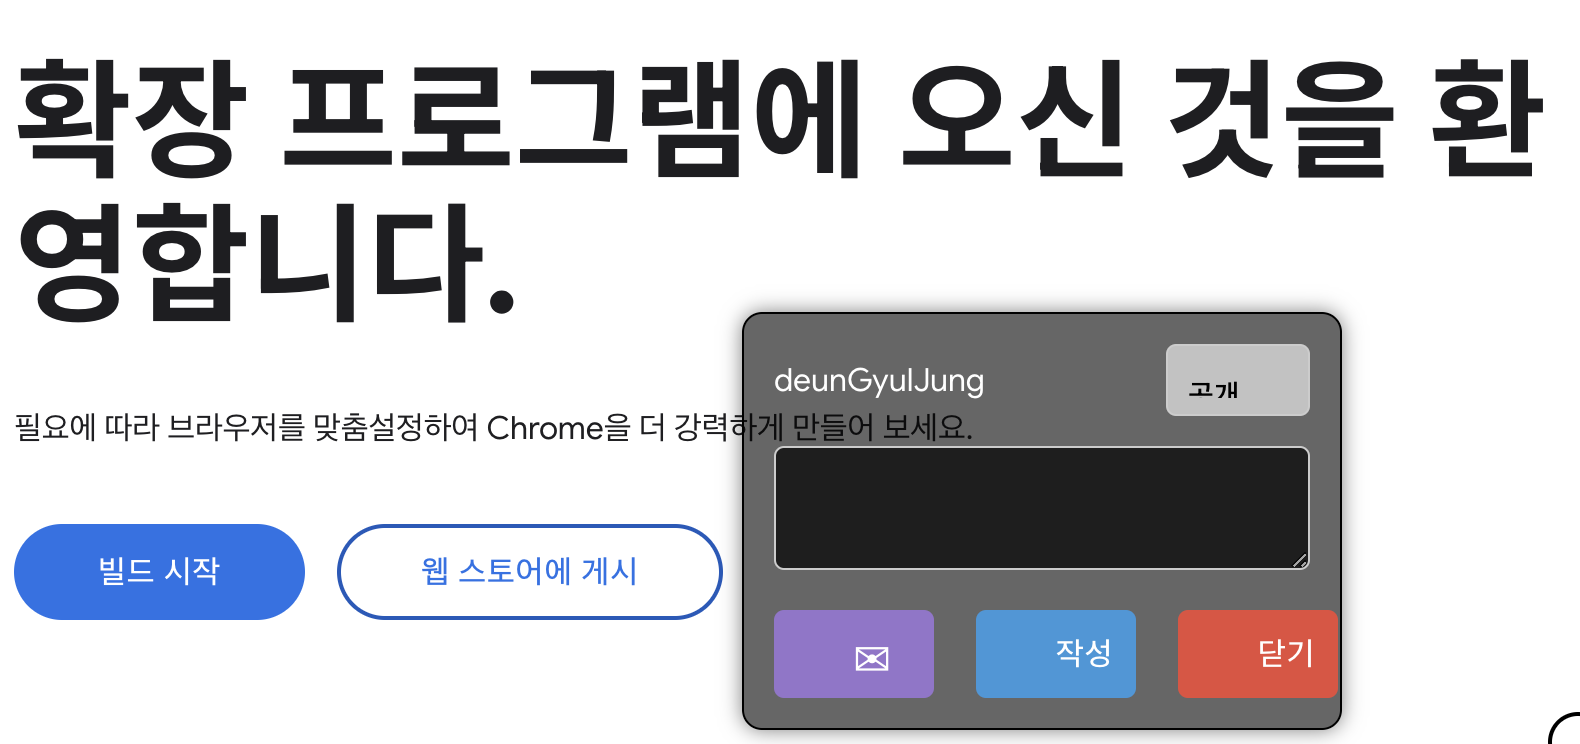 확장 프로그램에 오신 것을 환
영합니다.
필요에 따라 브라우저를 맞춤설정하여 Chrome을 더 강력하게 만들어 보세요.
빌드 시작
웹 스토어에 게시
deunGyulJung
공개
✉
작성
닫기